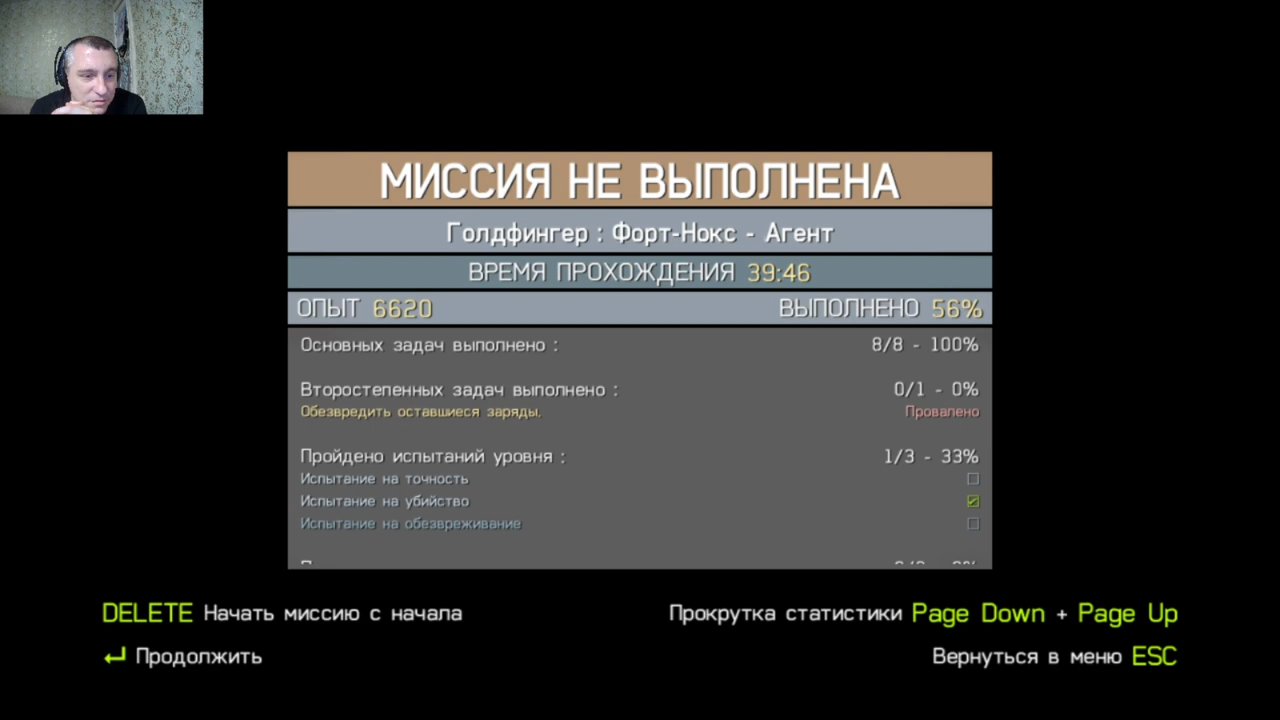 МИССИЯ НЕ ВЫПОЛНЕНА
Голдфингер : Форт-Нокс - Агент
ВРЕМЯ ПРОХОЖДЕНИЯ 39:46
ОПЫТ 6620 ВЫПОЛНЕНО 56%
Основных задач выполнено : 8/8 - 100%
Второстепенных задач выполнено : 0/1 - 0%
Обезвредить оставшиеся заряды. Провалено
Пройдено испытаний уровня : 1/3 - 33%
Испытание на точность
Испытание на убийство
Испытание на обезвреживание
DELETE Начать миссию с начала Прокрутка статистики Page Down + Page Up
Продолжить Вернуться в меню ESC